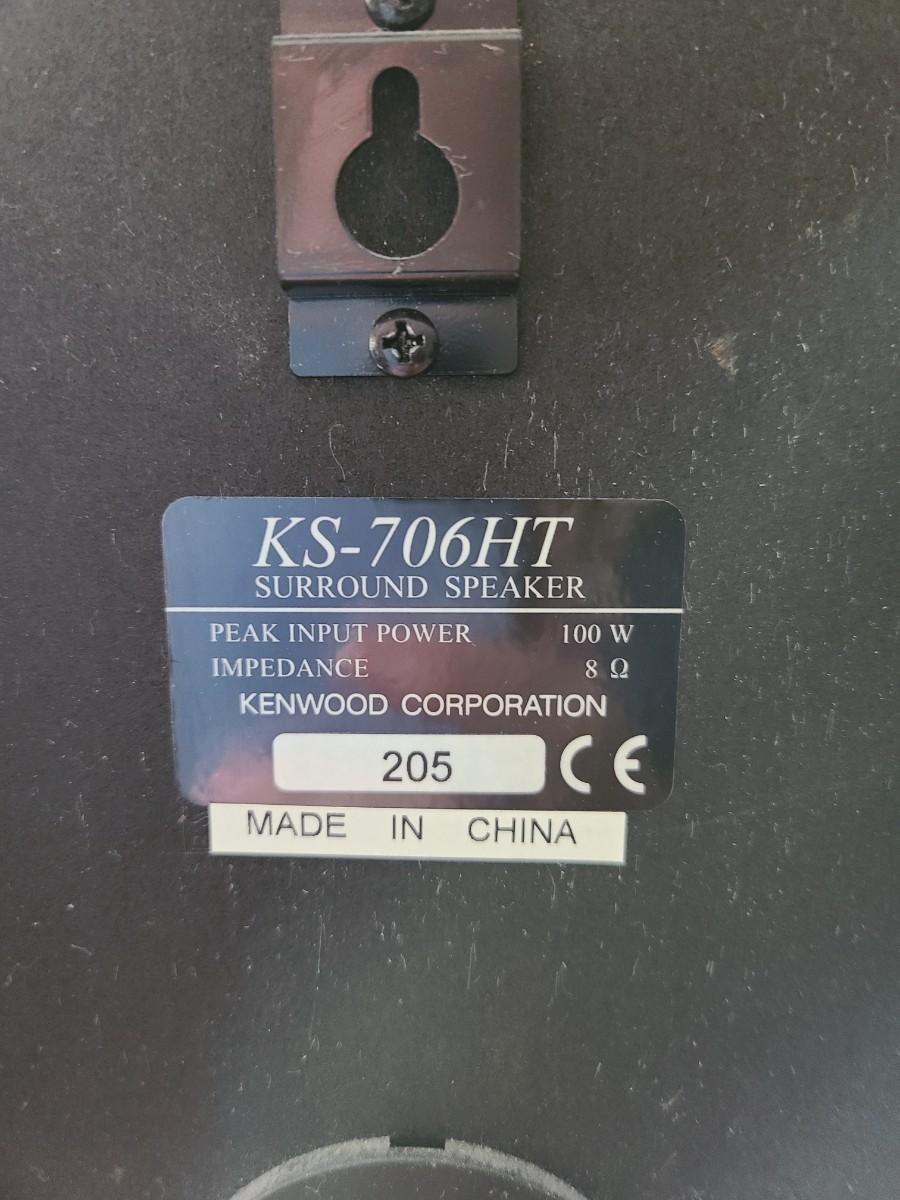 KS-706HT
SURROUND SPEAKER
PEAK INPUT POWER 100 W
IMPEDANCE 8 Ω
KENWOOD CORPORATION
205 CE
MADE IN CHINA